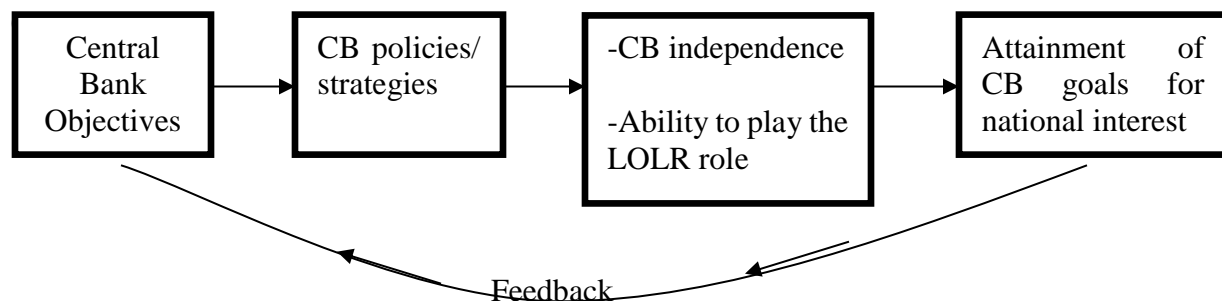 Central
Bank
Objectives
CB policies/
strategies
-CB independence
-Ability to play the
LOLR role
Attainment of
CB goals for
national interest
Feedback